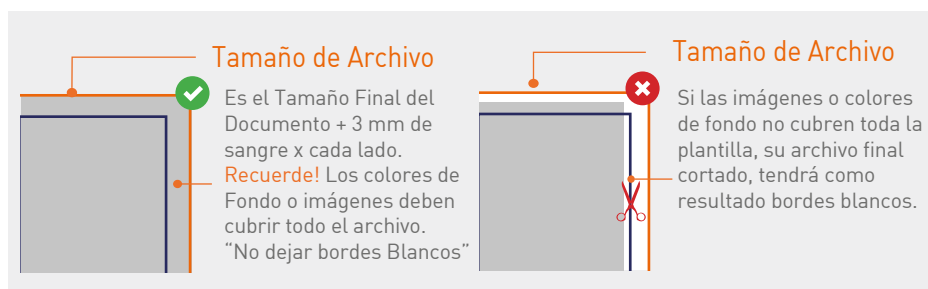 Tamaño de Archivo
Es el Tamaño Final del
Documento + 3 mm de
sangre x cada lado.
Recuerde! Los colores de
Fondo o imágenes deben
cubrir todo el archivo.
“No dejar bordes Blancos”
Tamaño de Archivo
Si las imágenes o colores
de fondo no cubren toda la
plantilla, su archivo final
cortado, tendrá como
resultado bordes blancos.